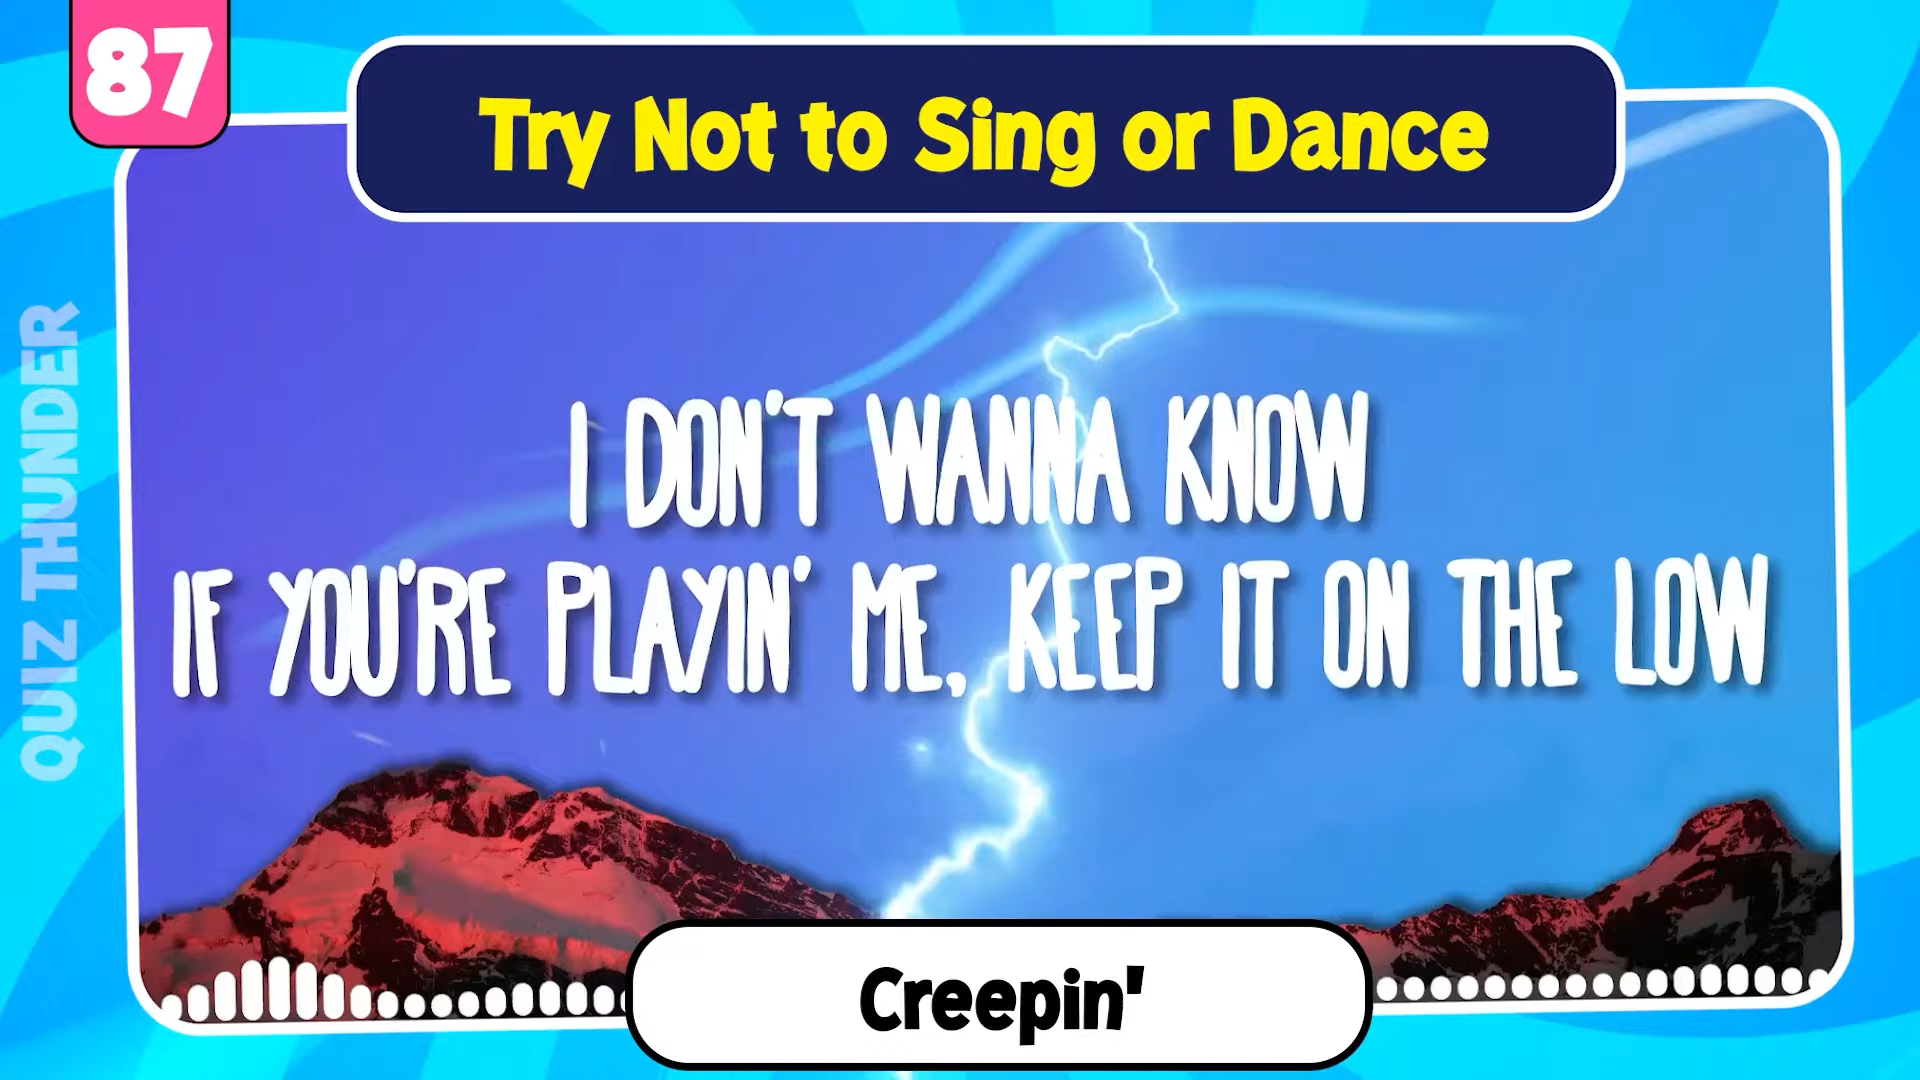 87
Try Not to Sing or Dance
QUIZ THUNDER
I DON'T WANNA KNOW
IF YOU'RE PLAYIN' ME, KEEP IT ON THE LOW
Creepin'